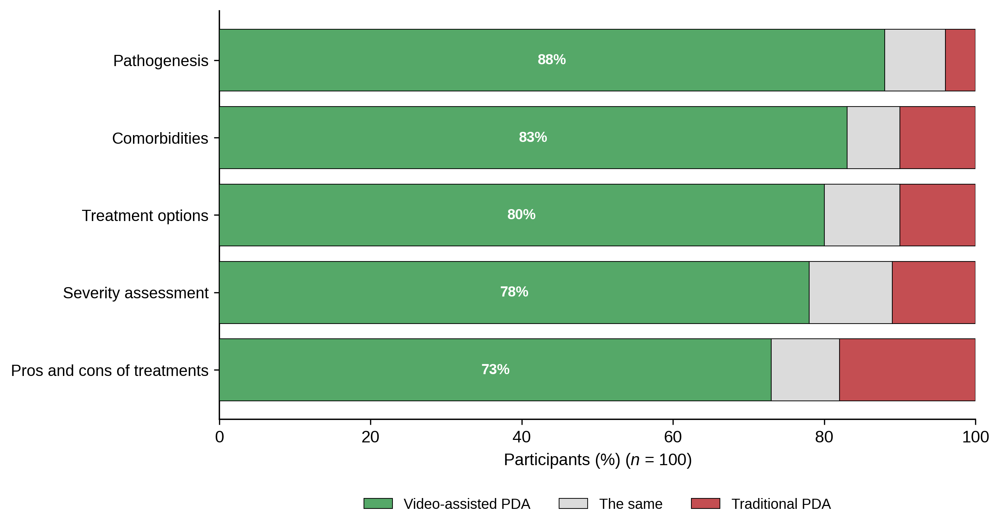 Pathogenesis
88%
Comorbidities
83%
Treatment options
80%
Severity assessment
78%
Pros and cons of treatments
73%
0 20 40 60 80 100
Participants (%) (n = 100)
Video-assisted PDA The same Traditional PDA